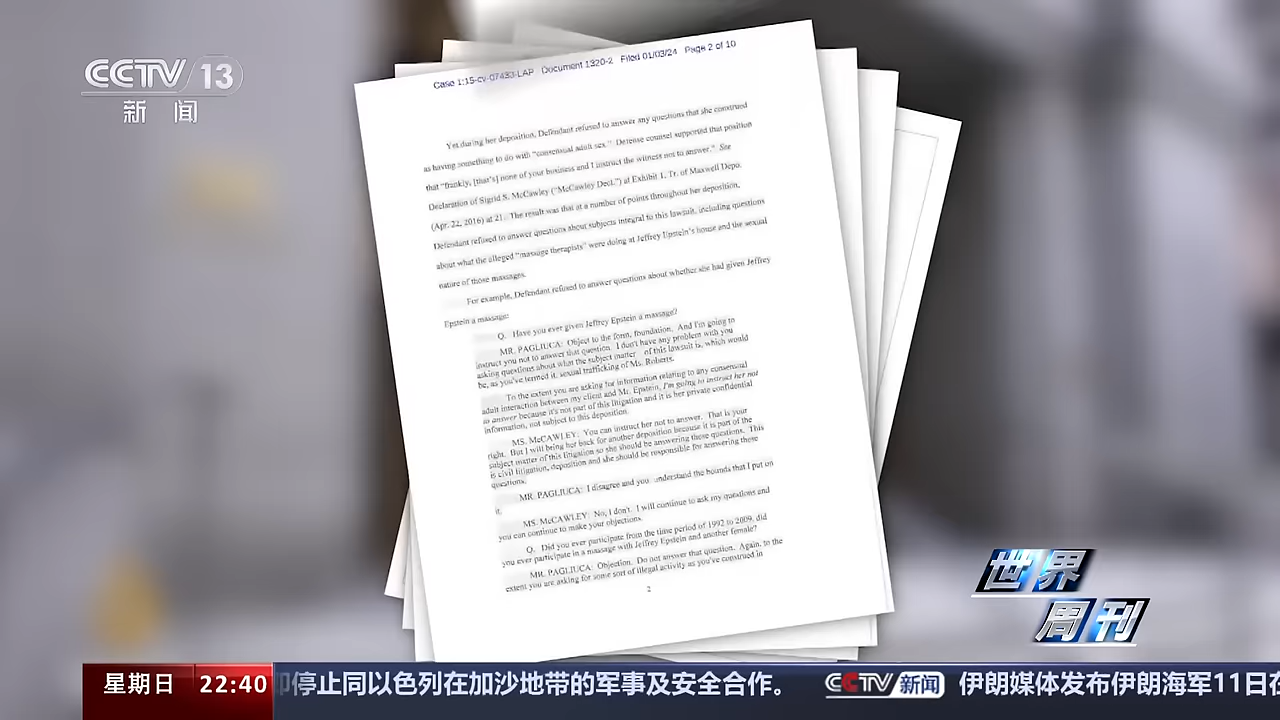 CCTV 13
新闻
Case 1:15-cv-07433-LAP Document 1320-2 Filed 01/03/24 Page 2 of 10
Yet during her deposition, Defendant refused to answer any questions that she construed
as having something to do with “consensual adult sex.” Defense counsel supported that position
that “frankly, [that’s] none of your business and I instruct the witness not to answer.” See
Declaration of Sigrid S. McCawley (“McCawley Decl.”) at Exhibit 1, Tr. of Maxwell Depo.
(Apr. 22, 2016) at 21. The result was that at a number of points throughout her deposition,
Defendant refused to answer questions about subjects integral to this lawsuit, including questions
about what the alleged “massage therapists” were doing at Jeffrey Epstein’s house and the sexual
nature of those massages.
For example, Defendant refused to answer questions about whether she had given Jeffrey
Epstein a massage:
Q. Have you ever given Jeffrey Epstein a massage?
MR. PAGLIUCA: Object to the form, foundation. And I'm going to
instruct you not to answer that question. I don't have any problem with you
asking questions about what the subject matter of this lawsuit is, which would
be, as you've termed it, sexual trafficking of Ms. Roberts.
To the extent you are asking for information relating to any consensual
adult interaction between my client and Mr. Epstein, I'm going to instruct her not
to answer because it's not part of this litigation and it is her private confidential
information, not subject to this deposition.
MS. McCAWLEY: You can instruct her not to answer. That is your
right. But I will bring her back for another deposition because it is part of the
subject matter of this litigation so she should be answering these questions. This
is civil litigation, deposition and she should be responsible for answering these
questions.
MR. PAGLIUCA: I disagree and you understand the bounds that I put on
it.
MS. McCAWLEY: No, I don't. I will continue to ask my questions and
you can continue to make your objections.
Q. Did you ever participate from the time period of 1992 to 2009, did
you ever participate in a massage with Jeffrey Epstein and another female?
MR. PAGLIUCA: Objection. Do not answer that question. Again, to the
extent you are asking for some sort of illegal activity as you've construed in
2
世界
周刊
星期日 22:40 停止同以色列在加沙地带的军事及安全合作。 CCTV 新闻 伊朗媒体发布伊朗海军11日